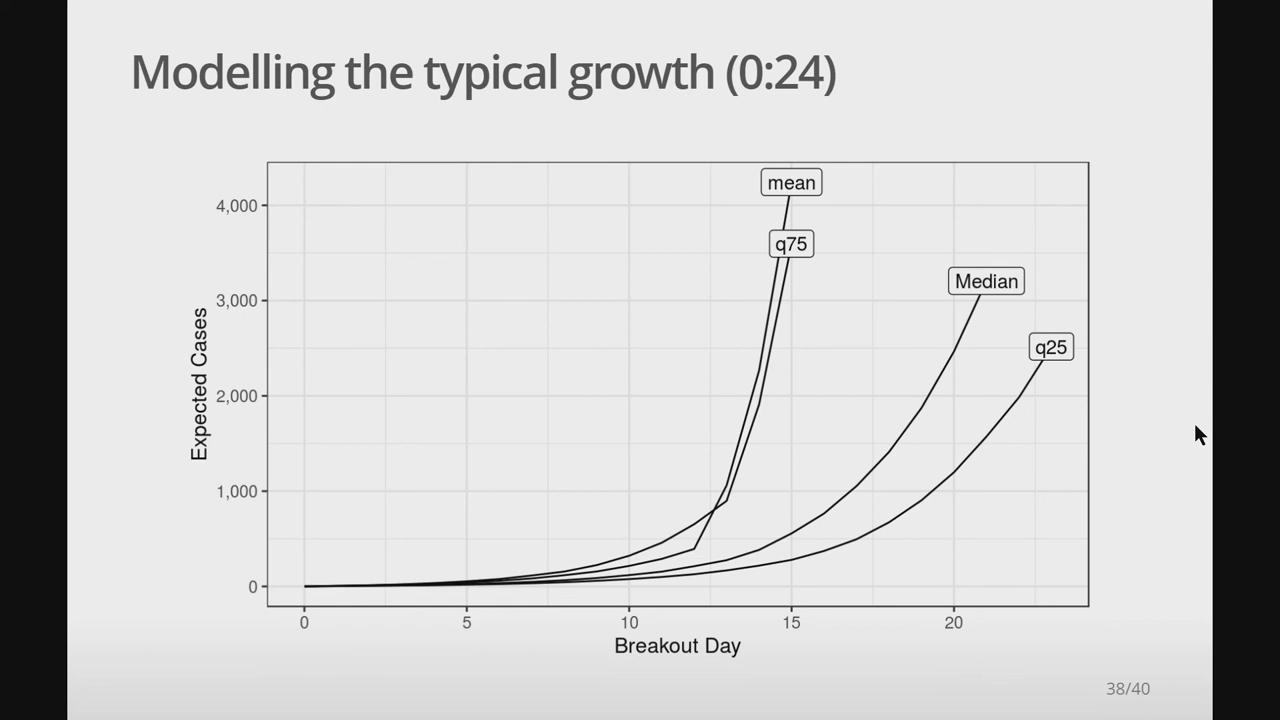 Modelling the typical growth (0:24)
mean
q75
Median
q25
4,000
3,000
2,000
1,000
0
Expected Cases
0 5 10 15 20
Breakout Day
38/40